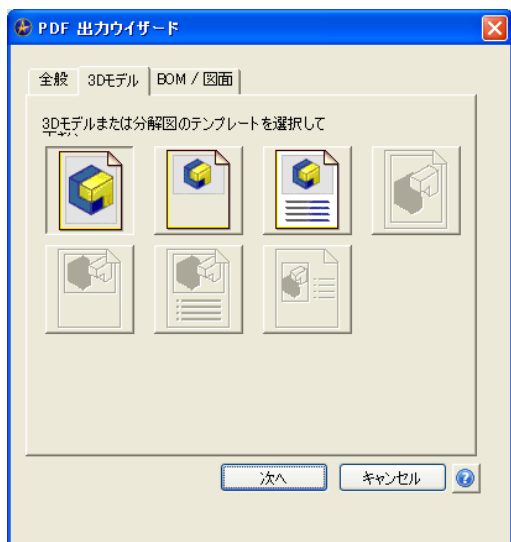 PDF 出力ウイザード
全般
3Dモデル
BOM / 図面
3Dモデルまたは分解図のテンプレートを選択して
次へ
キャンセル